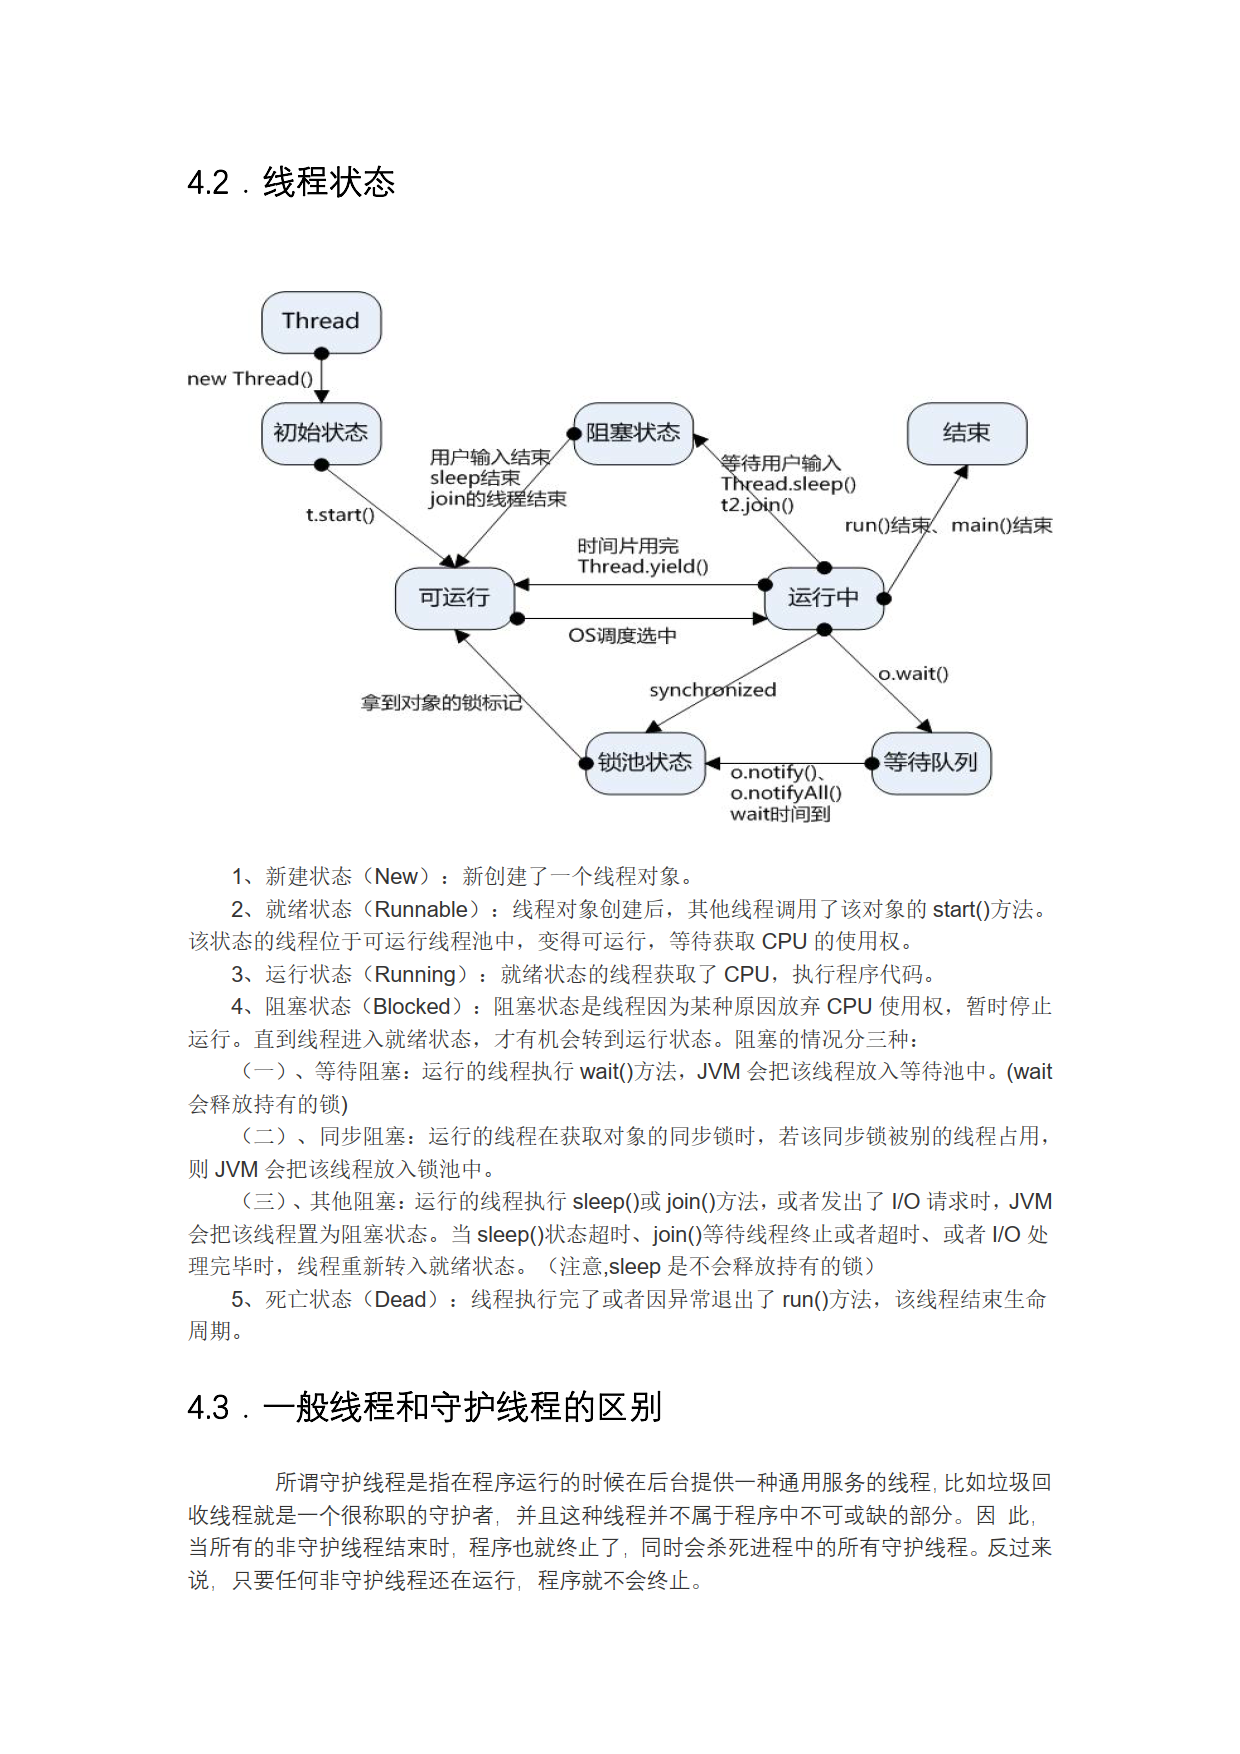 4.2．线程状态
Thread
new Thread()
初始状态
阻塞状态
结束
用户输入结束
sleep结束
join的线程结束
等待用户输入
Thread.sleep()
t2.join()
t.start()
run()结束、main()结束
时间片用完
Thread.yield()
可运行
运行中
OS调度选中
o.wait()
synchronized
拿到对象的锁标记
锁池状态
等待队列
o.notify()、
o.notifyAll()
wait时间到
1、新建状态（New）：新创建了一个线程对象。
2、就绪状态（Runnable）：线程对象创建后，其他线程调用了该对象的 start()方法。
该状态的线程位于可运行线程池中，变得可运行，等待获取 CPU 的使用权。
3、运行状态（Running）：就绪状态的线程获取了 CPU，执行程序代码。
4、阻塞状态（Blocked）：阻塞状态是线程因为某种原因放弃 CPU 使用权，暂时停止
运行。直到线程进入就绪状态，才有机会转到运行状态。阻塞的情况分三种：
（一）、等待阻塞：运行的线程执行 wait()方法，JVM 会把该线程放入等待池中。(wait
会释放持有的锁)
（二）、同步阻塞：运行的线程在获取对象的同步锁时，若该同步锁被别的线程占用，
则 JVM 会把该线程放入锁池中。
（三）、其他阻塞：运行的线程执行 sleep()或 join()方法，或者发出了 I/O 请求时，JVM
会把该线程置为阻塞状态。当 sleep()状态超时、join()等待线程终止或者超时、或者 I/O 处
理完毕时，线程重新转入就绪状态。（注意,sleep 是不会释放持有的锁）
5、死亡状态（Dead）：线程执行完了或者因异常退出了 run()方法，该线程结束生命
周期。
4.3．一般线程和守护线程的区别
所谓守护线程是指在程序运行的时候在后台提供一种通用服务的线程，比如垃圾回
收线程就是一个很称职的守护者，并且这种线程并不属于程序中不可或缺的部分。因 此，
当所有的非守护线程结束时，程序也就终止了，同时会杀死进程中的所有守护线程。反过来
说，只要任何非守护线程还在运行，程序就不会终止。